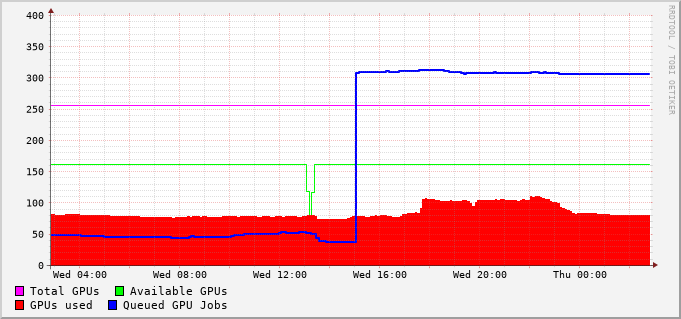 400
350
300
250
200
150
100
50
0
Wed 04:00 Wed 08:00 Wed 12:00 Wed 16:00 Wed 20:00 Thu 00:00
Total GPUs Available GPUs
GPUs used Queued GPU Jobs
RRDTOOL / TOBI OETIKER